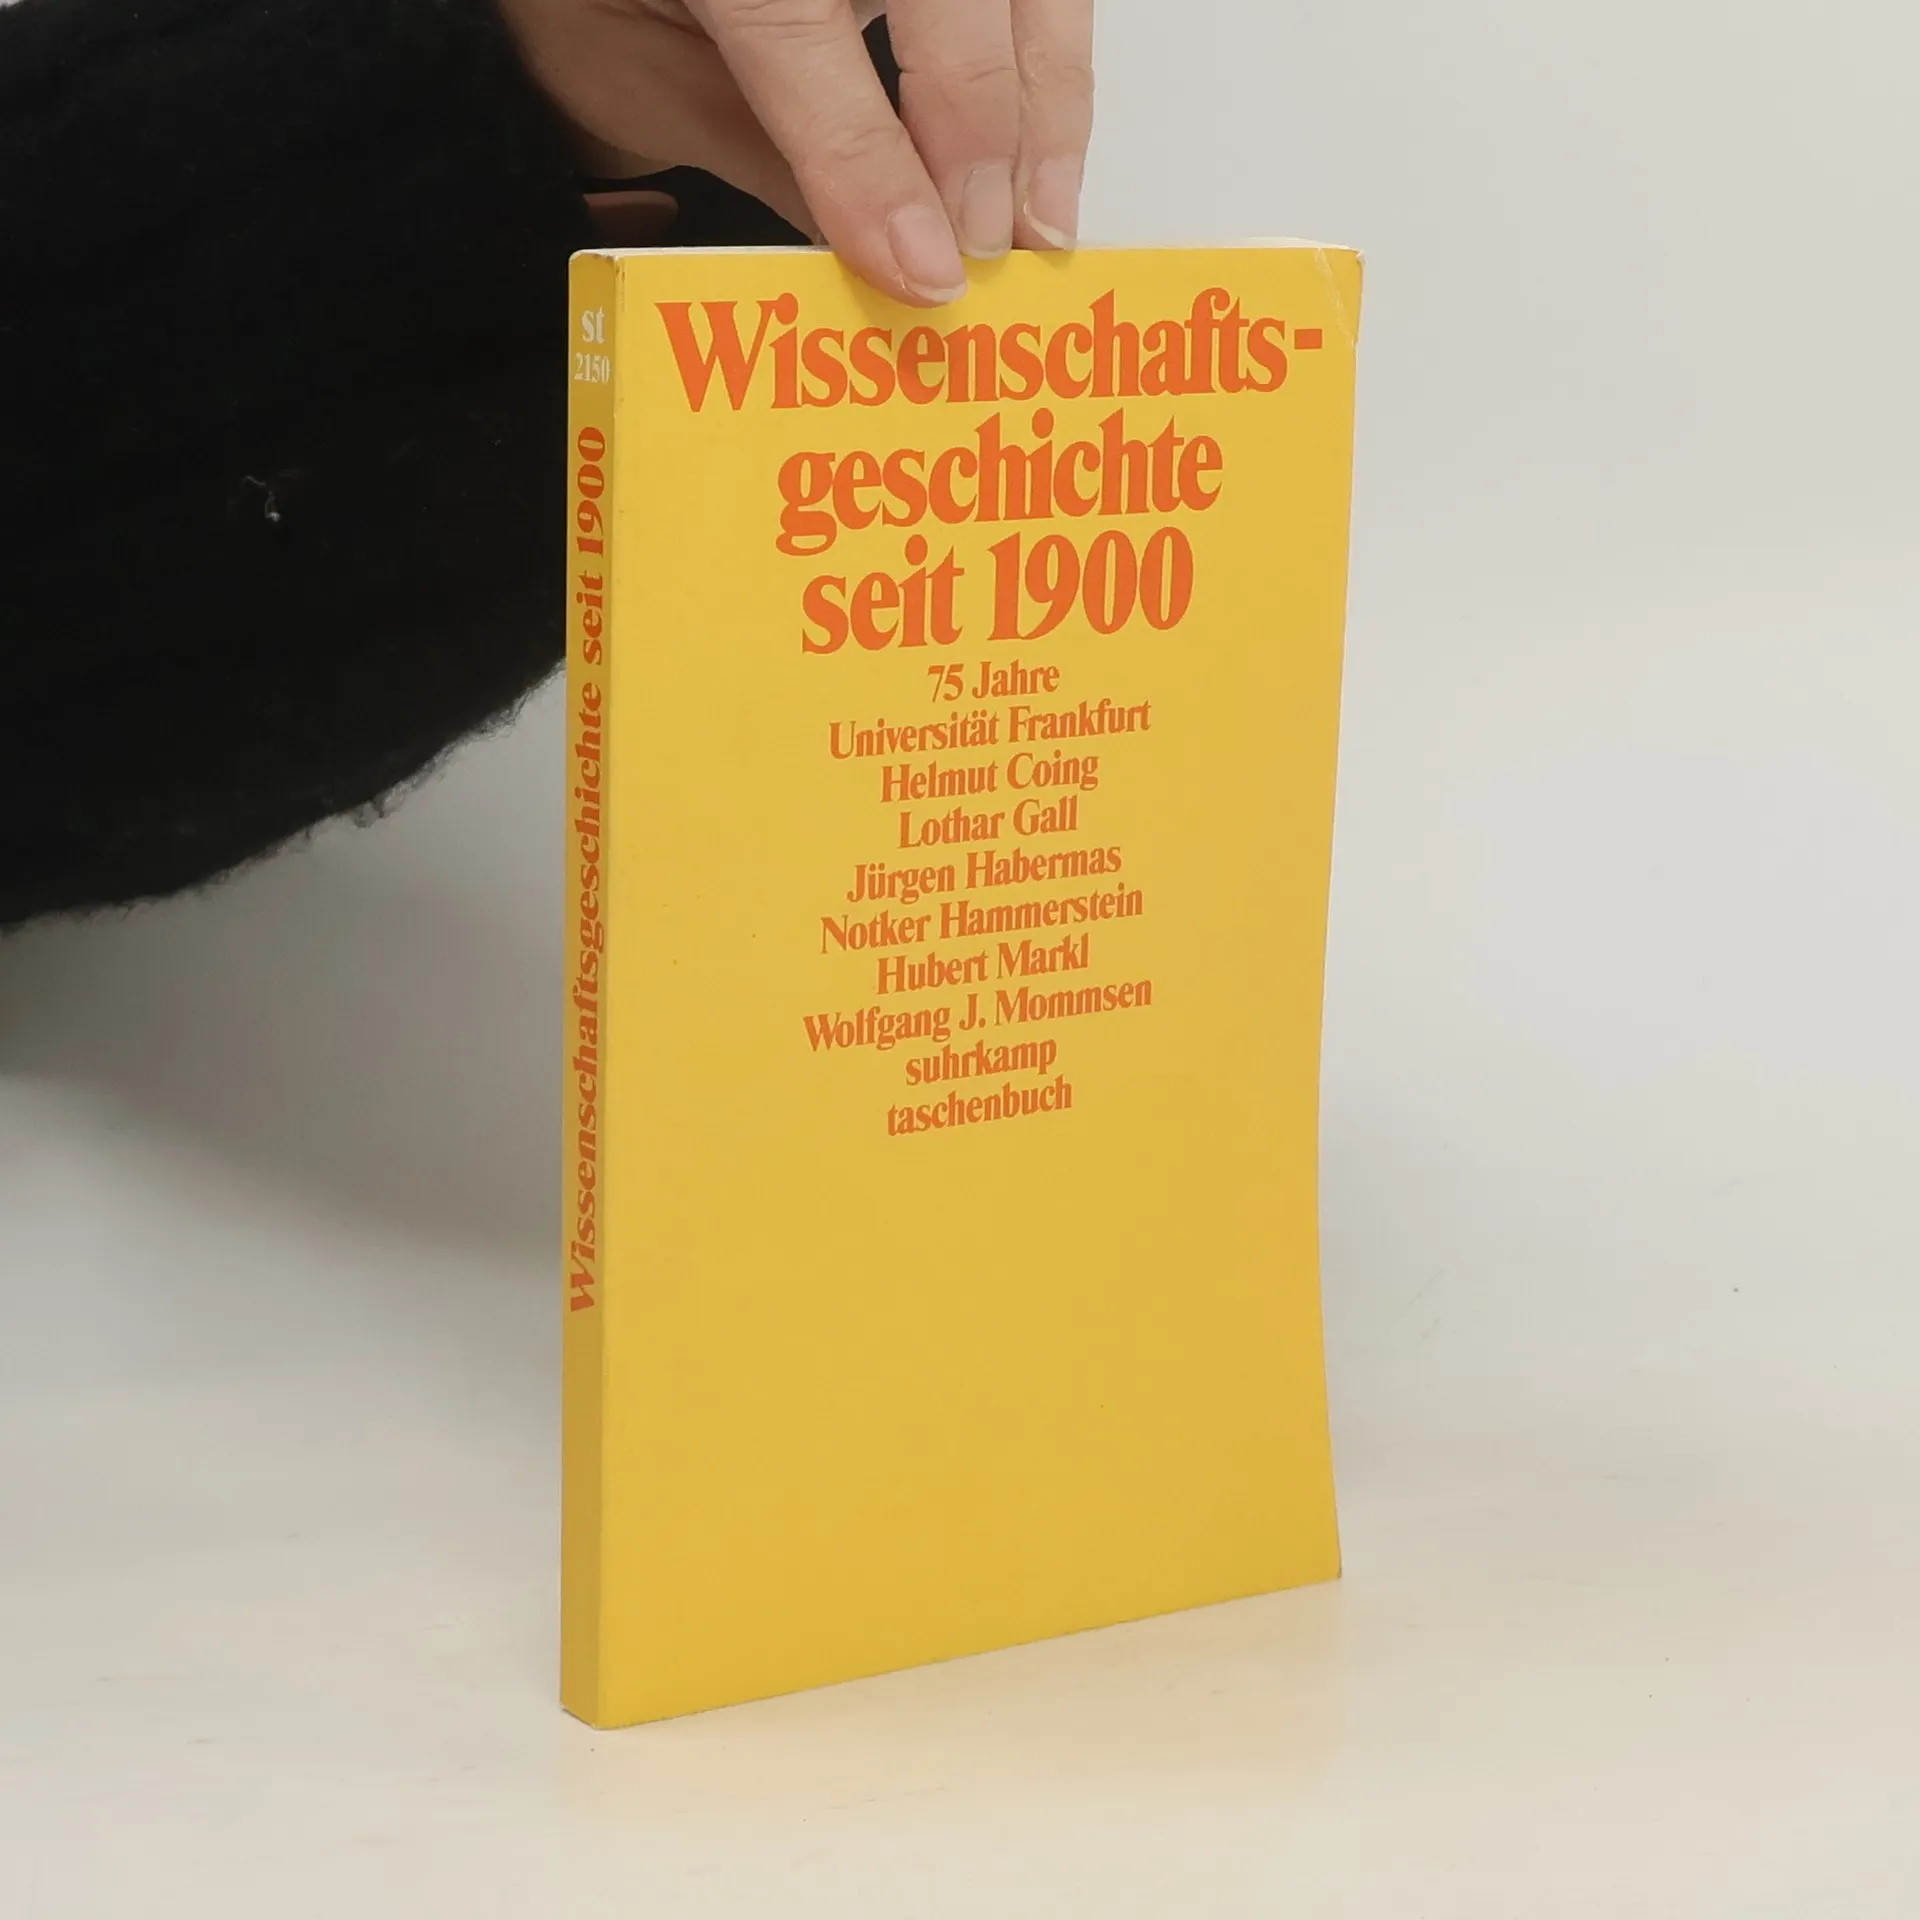 st
2150
Wissenschaftsgeschichte seit 1900
Wissenschafts-
geschichte
seit 1900
75 Jahre
Universität Frankfurt
Helmut Coing
Lothar Gall
Jürgen Habermas
Notker Hammerstein
Hubert Markl
Wolfgang J. Mommsen
suhrkamp
taschenbuch